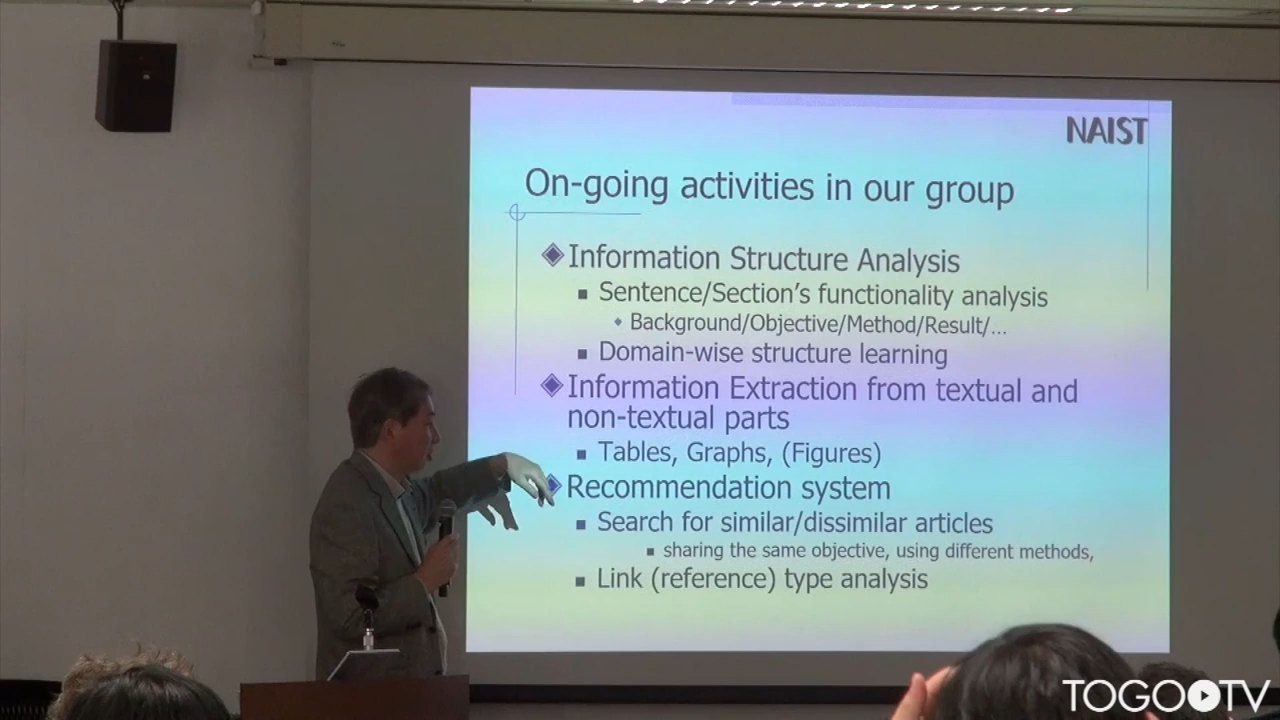 NAIST
On-going activities in our group
Information Structure Analysis
Sentence/Section's functionality analysis
Background/Objective/Method/Result/...
Domain-wise structure learning
Information Extraction from textual and
non-textual parts
Tables, Graphs, (Figures)
Recommendation system
Search for similar/dissimilar articles
sharing the same objective, using different methods,
Link (reference) type analysis
TOGO TV